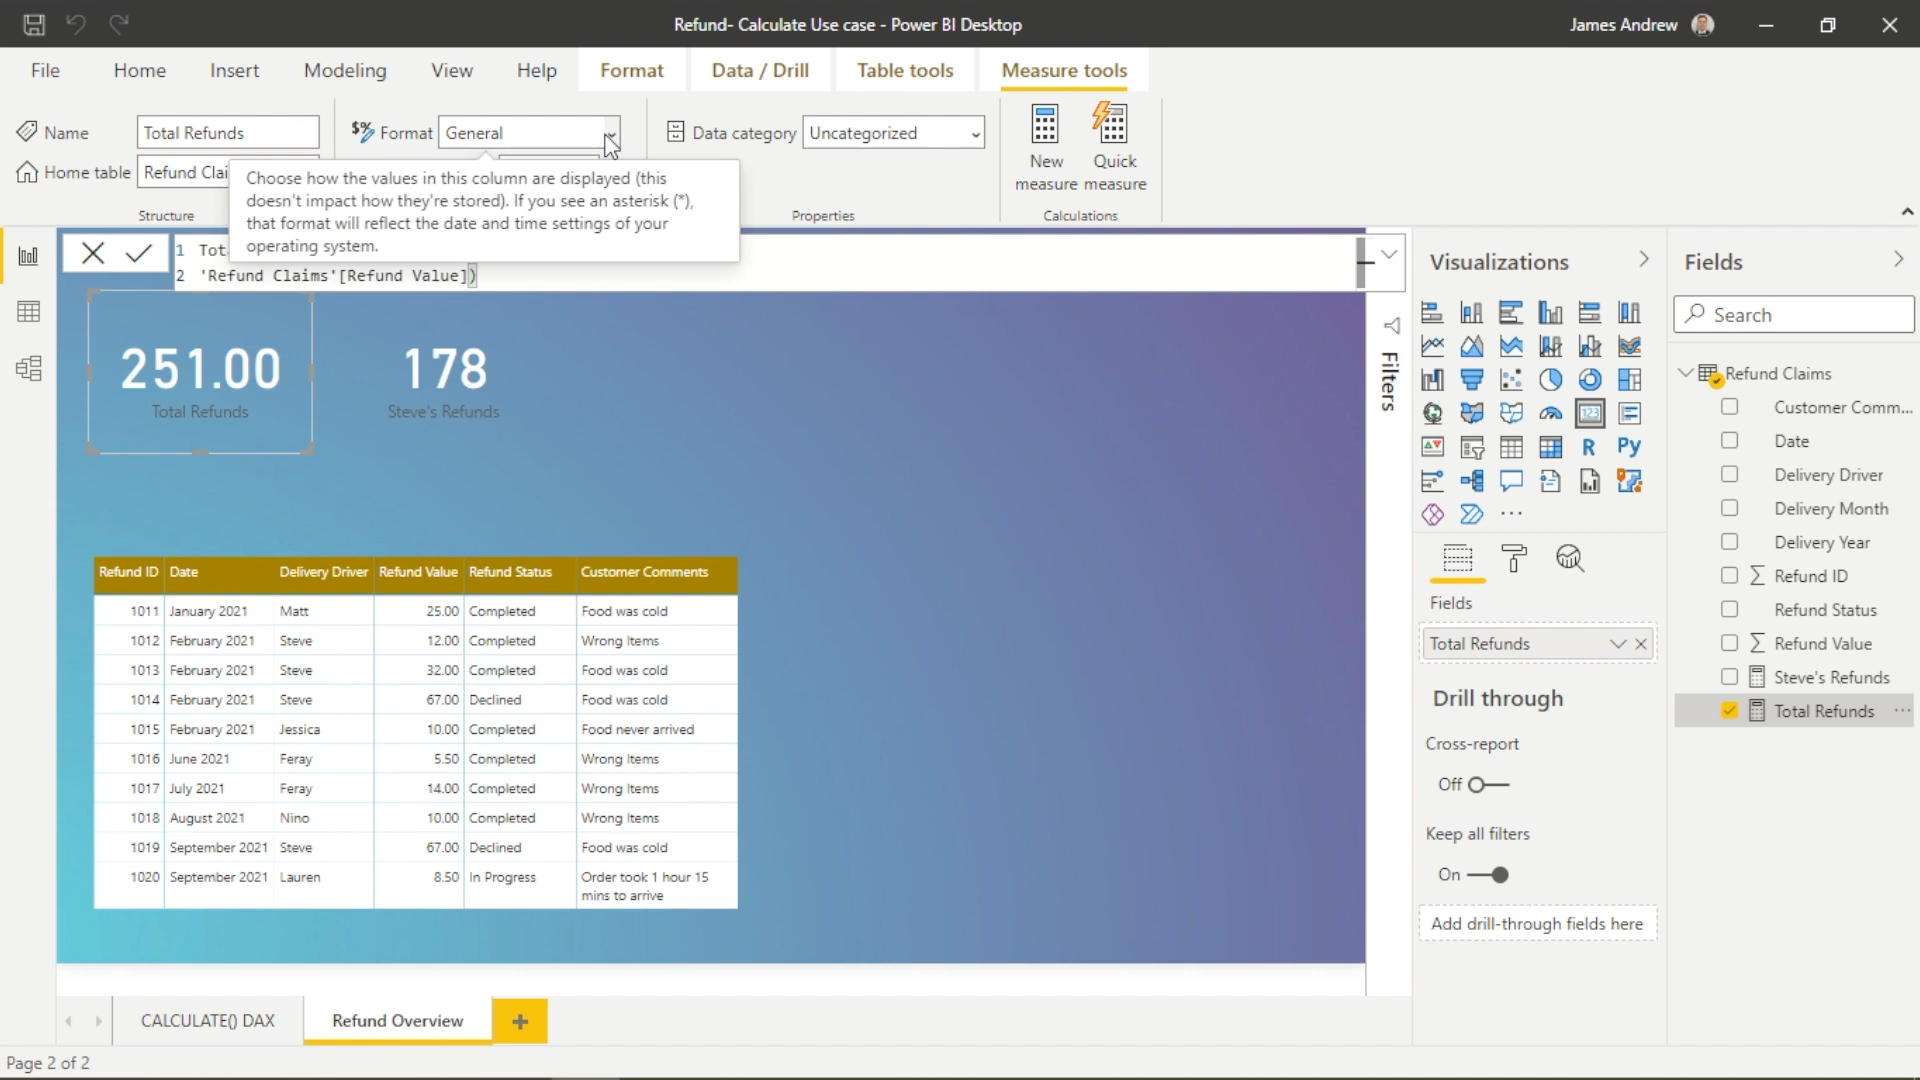 Refund- Calculate Use case - Power BI Desktop
James Andrew
File Home Insert Modeling View Help Format Data / Drill Table tools Measure tools
Name Total Refunds
$% Format General
Data category Uncategorized
Home table Refund Clai
New measure
Quick measure
Structure
Properties
Calculations
Choose how the values in this column are displayed (this
doesn't impact how they're stored). If you see an asterisk (*),
that format will reflect the date and time settings of your
operating system.
1 Tot
2 'Refund Claims'[Refund Value])
251.00
Total Refunds
178
Steve's Refunds
Refund ID Date Delivery Driver Refund Value Refund Status Customer Comments
1011 January 2021 Matt 25.00 Completed Food was cold
1012 February 2021 Steve 12.00 Completed Wrong Items
1013 February 2021 Steve 32.00 Completed Food was cold
1014 February 2021 Steve 67.00 Declined Food was cold
1015 February 2021 Jessica 10.00 Completed Food never arrived
1016 June 2021 Feray 5.50 Completed Wrong Items
1017 July 2021 Feray 14.00 Completed Wrong Items
1018 August 2021 Nino 10.00 Completed Wrong Items
1019 September 2021 Steve 67.00 Declined Food was cold
1020 September 2021 Lauren 8.50 In Progress Order took 1 hour 15
mins to arrive
Filters
Visualizations
123
R
Py
...
Fields
Total Refunds
Drill through
Cross-report
Off
Keep all filters
On
Add drill-through fields here
Fields
Search
Refund Claims
Customer Comm...
Date
Delivery Driver
Delivery Month
Delivery Year
Σ Refund ID
Refund Status
Σ Refund Value
Steve's Refunds
Total Refunds ...
CALCULATE() DAX
Refund Overview
+
Page 2 of 2